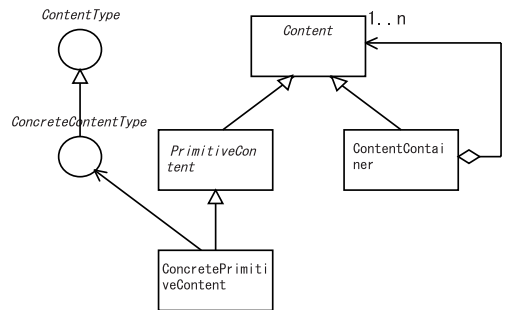 ContentType
Content
1..n
ConcreteContentType
PrimitiveCon
tent
ContentContai
ner
ConcretePrimiti
veContent